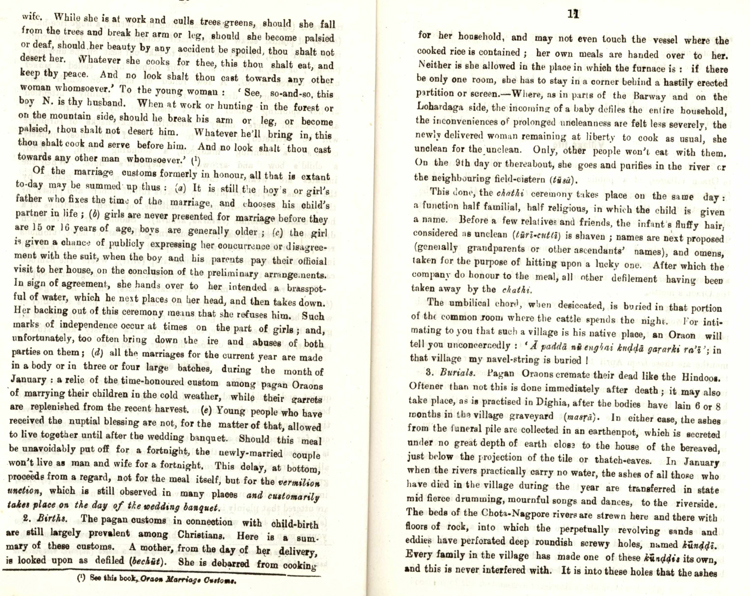 wife. While she is at work and culls trees greens, should she fall
from the trees and break her arm or leg, should she become palsied
or deaf, should her beauty by any accident be spoiled, thou shalt not
desert her. Whatever she cooks for thee, this thou shalt eat, and
keep thy peace. And no look shalt thou cast towards any other
woman whomsoever.' To the young woman : 'See, so-and-so, this
boy N. is thy husband. When at work or hunting in the forest or
on the mountain side, should he break his arm or leg, or become
palsied, thou shalt not desert him. Whatever he'll bring in, this
thou shalt cook and serve before him. And no look shalt thou cast
towards any other man whomsoever.' (¹)
Of the marriage customs formerly in honour, all that is extant
to-day may be summed up thus : (a) It is still the boy's or girl's
father who fixes the time of the marriage, and chooses his child's
partner in life ; (b) girls are never presented for marriage before they
are 15 or 16 years of age, boys are generally older ; (c) the girl
is given a chance of publicly expressing her concurrence or disagree-
ment with the suit, when the boy and his parents pay their official
visit to her house, on the conclusion of the preliminary arrangements.
In sign of agreement, she hands over to her intended a brasspot-
ful of water, which he next places on her head, and then takes down.
Her backing out of this ceremony means that she refuses him. Such
marks of independence occur at times on the part of girls ; and,
unfortunately, too often bring down the ire and abuses of both
parties on them ; (d) all the marriages for the current year are made
in a body or in three or four large batches, during the month of
January : a relic of the time-honoured custom among pagan Oraons
of marrying their children in the cold weather, while their garrets
are replenished from the recent harvest. (e) Young people who have
received the nuptial blessing are not, for the matter of that, allowed
to live together until after the wedding banquet. Should this meal
be unavoidably put off for a fortnight, the newly-married couple
won't live as man and wife for a fortnight. This delay, at bottom,
proceeds from a regard, not for the meal itself, but for the vermilion
unction, which is still observed in many places and customarily
takes place on the day of the wedding banquet.
2. Births. The pagan customs in connection with child-birth
are still largely prevalent among Christians. Here is a sum-
mary of these customs. A mother, from the day of her delivery,
is looked upon as defiled (bechūt). She is debarred from cooking
(¹) See this book, Oraon Marriage Customs.
11
for her household, and may not even touch the vessel where the
cooked rice is contained ; her own meals are handed over to her.
Neither is she allowed in the place in which the furnace is : if there
be only one room, she has to stay in a corner behind a hastily erected
partition or screen.—Where, as in parts of the Barway and on the
Lohardaga side, the incoming of a baby defiles the entire household,
the inconveniences of prolonged uncleanness are felt less severely, the
newly delivered woman remaining at liberty to cook as usual, she
unclean for the unclean. Only, other people won't eat with them.
On the 9th day or thereabout, she goes and purifies in the river or
the neighbouring field-cistern (tūsā).
This done, the chathi ceremony takes place on the same day :
a function half familial, half religious, in which the child is given
a name. Before a few relatives and friends, the infant's fluffy hair,
considered as unclean (tūrī-cuttī) is shaven ; names are next proposed
(generally grandparents or other ascendants' names), and omens,
taken for the purpose of hitting upon a lucky one. After which the
company do honour to the meal, all other defilement having been
taken away by the chathi.
The umbilical chord, when desiccated, is buried in that portion
of the common room where the cattle spends the night. For inti-
mating to you that such a village is his native place, an Oraon will
tell you unconcernedly : 'Ā paddā nū enghai kuḍḍā gaṛarki ra'ī' ; in
that village my navel-string is buried !
3. Burials. Pagan Oraons cremate their dead like the Hindoos.
Oftener than not this is done immediately after death ; it may also
take place, as is practised in Dighia, after the bodies have lain 6 or 8
months in the village graveyard (masṛā). In either case, the ashes
from the funeral pile are collected in an earthenpot, which is secreted
under no great depth of earth close to the house of the bereaved,
just below the projection of the tile or thatch-eaves. In January
when the rivers practically carry no water, the ashes of all those who
have died in the village during the year are transferred in state
mid fierce drumming, mournful songs and dances, to the riverside.
The beds of the Chota-Nagpore rivers are strewn here and there with
floors of rock, into which the perpetually revolving sands and
eddies have perforated deep roundish screwy holes, named kūṇḍī.
Every family in the village has made one of these kūṇḍīs its own,
and this is never interfered with. It is into these holes that the ashes